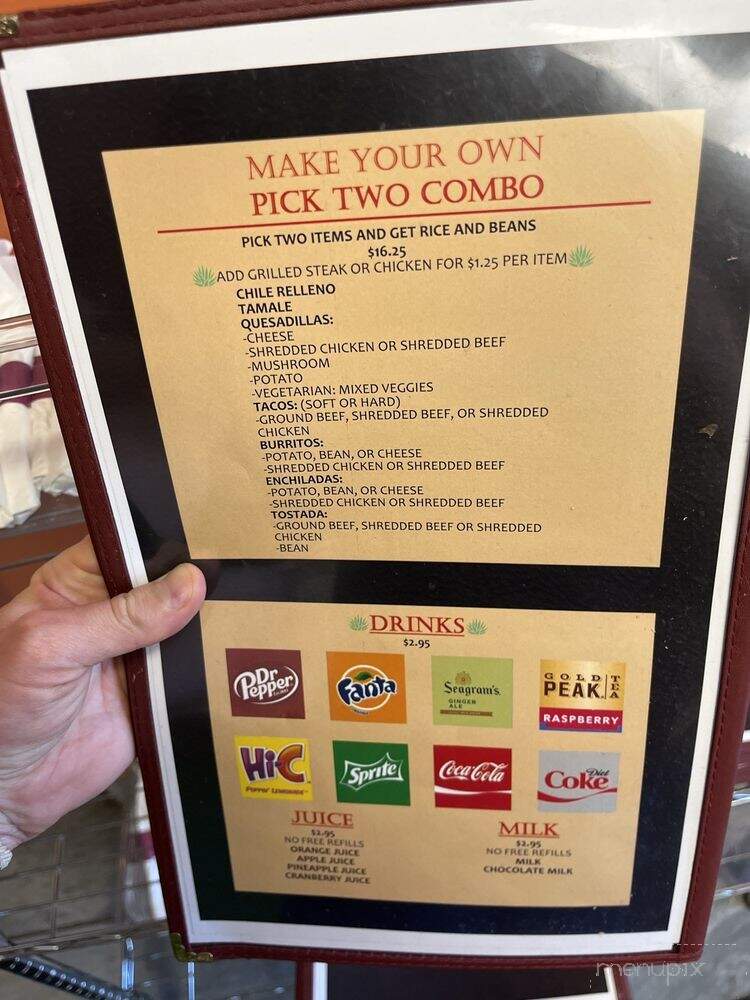 MAKE YOUR OWN
PICK TWO COMBO
PICK TWO ITEMS AND GET RICE AND BEANS
$16.25
ADD GRILLED STEAK OR CHICKEN FOR $1.25 PER ITEM
CHILE RELLENO
TAMALE
QUESADILLAS:
-CHEESE
-SHREDDED CHICKEN OR SHREDDED BEEF
-MUSHROOM
-POTATO
-VEGETARIAN: MIXED VEGGIES
TACOS: (SOFT OR HARD)
-GROUND BEEF, SHREDDED BEEF, OR SHREDDED
CHICKEN
BURRITOS:
-POTATO, BEAN, OR CHEESE
-SHREDDED CHICKEN OR SHREDDED BEEF
ENCHILADAS:
-POTATO, BEAN, OR CHEESE
-SHREDDED CHICKEN OR SHREDDED BEEF
TOSTADA:
-GROUND BEEF, SHREDDED BEEF OR SHREDDED
CHICKEN
-BEAN
DRINKS
$2.95
Dr Pepper
Fanta
Seagram's
GINGER
ALE
GOLD
PEAK
TEA
RASPBERRY
Hi-C
POPPIN' LEMONADE
Sprite
Coca-Cola
Diet
Coke
JUICE
$2.95
NO FREE REFILLS
ORANGE JUICE
APPLE JUICE
PINEAPPLE JUICE
CRANBERRY JUICE
MILK
$2.95
NO FREE REFILLS
MILK
CHOCOLATE MILK
menupix